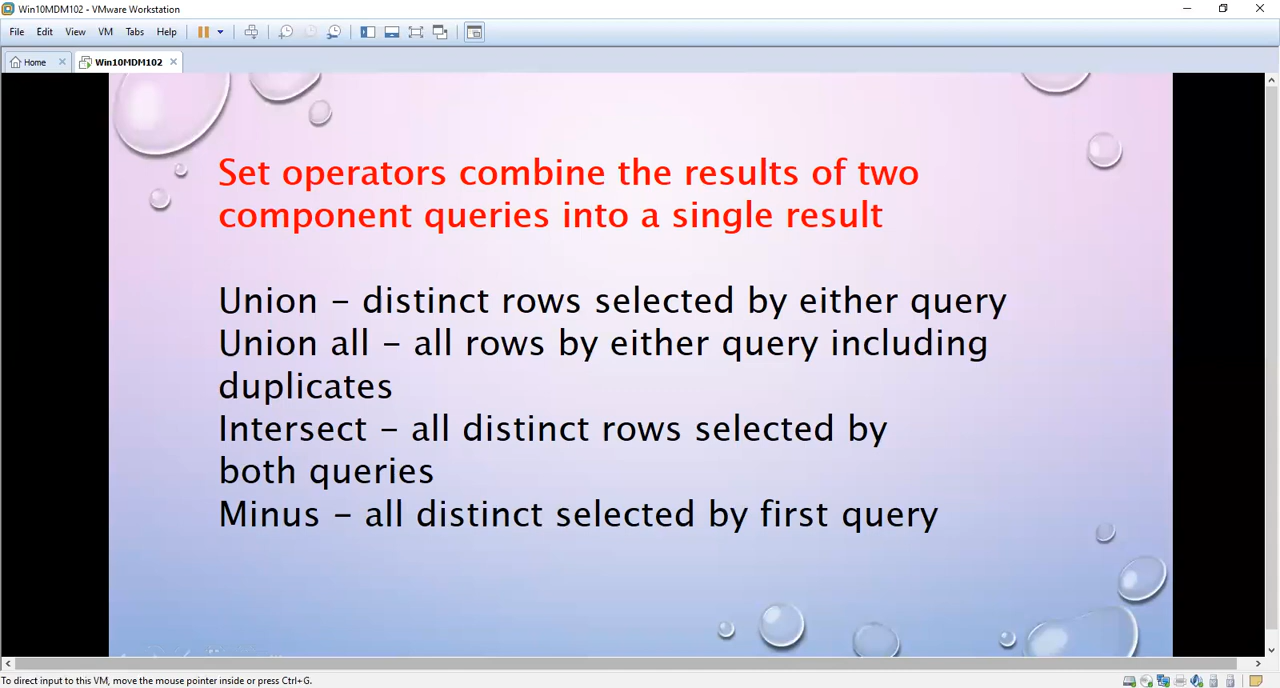 Win10MDM102 - VMware Workstation
File Edit View VM Tabs Help
Home Win10MDM102
Set operators combine the results of two
component queries into a single result
Union – distinct rows selected by either query
Union all – all rows by either query including
duplicates
Intersect – all distinct rows selected by
both queries
Minus – all distinct selected by first query
To direct input to this VM, move the mouse pointer inside or press Ctrl+G.